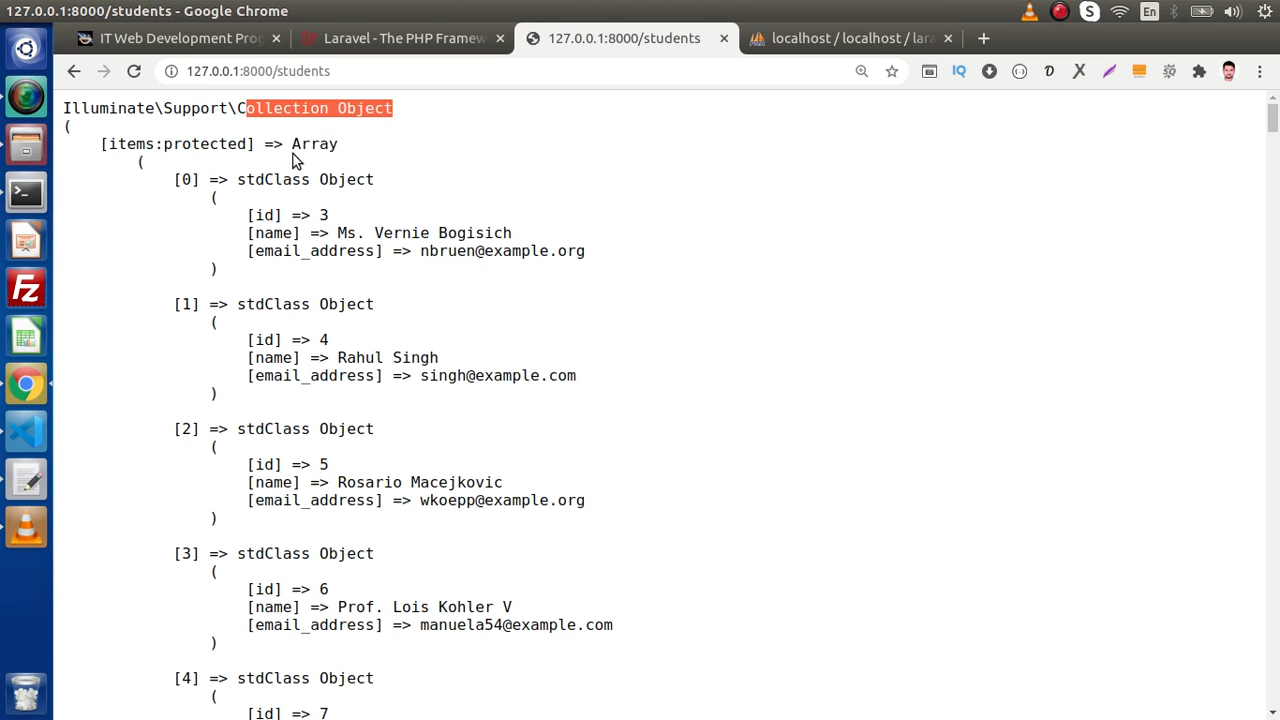 127.0.0.1:8000/students - Google Chrome
En
IT Web Development Prog
Laravel - The PHP Framew
127.0.0.1:8000/students
localhost / localhost / lara
127.0.0.1:8000/students
Illuminate\Support\Collection Object
(
[items:protected] => Array
(
[0] => stdClass Object
(
[id] => 3
[name] => Ms. Vernie Bogisich
[email_address] => nbruen@example.org
)
[1] => stdClass Object
(
[id] => 4
[name] => Rahul Singh
[email_address] => singh@example.com
)
[2] => stdClass Object
(
[id] => 5
[name] => Rosario Macejkovic
[email_address] => wkoepp@example.org
)
[3] => stdClass Object
(
[id] => 6
[name] => Prof. Lois Kohler V
[email_address] => manuela54@example.com
)
[4] => stdClass Object
(
[id] => 7